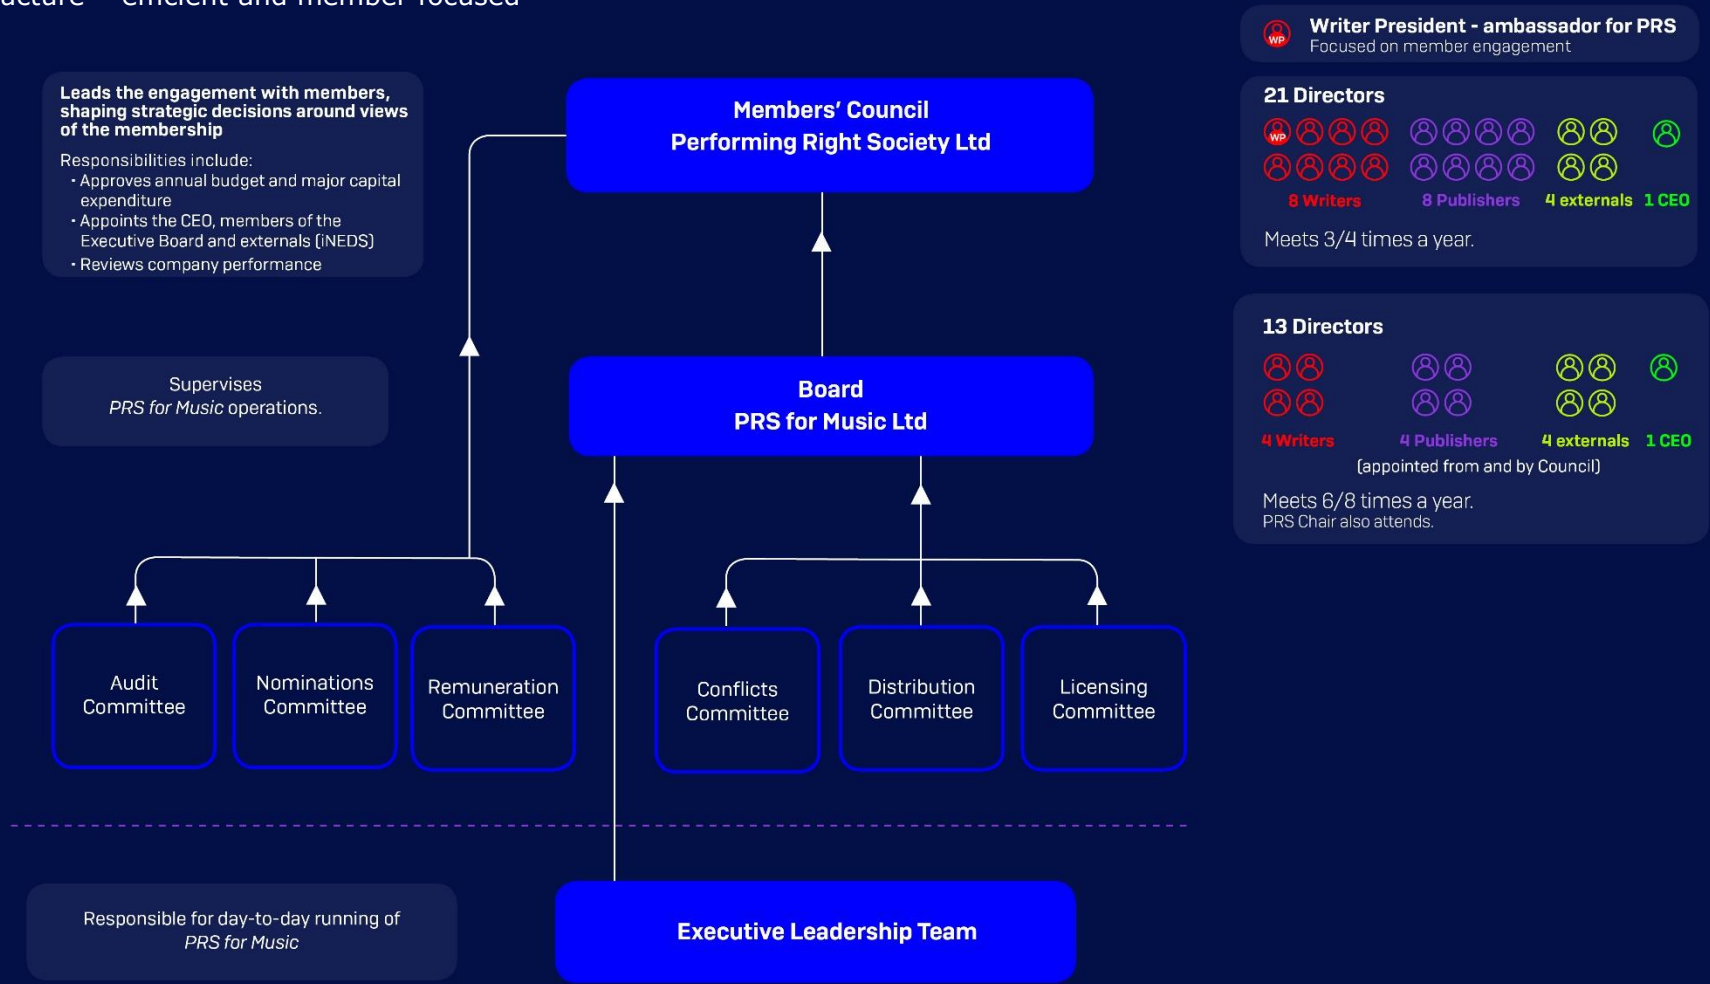 efficient and member focused
Writer President - ambassador for PRS
WP
Focused on member engagement
Leads the engagement with members,
shaping strategic decisions around views
of the membership
Responsibilities include:
• Approves annual budget and major capital
expenditure
• Appoints the CEO, members of the
Executive Board and externals (iNEDS)
• Reviews company performance
Members’ Council
Performing Right Society Ltd
21 Directors
WP
8 Writers
8 Publishers
4 externals
1 CEO
Meets 3/4 times a year.
Supervises
PRS for Music operations.
Board
PRS for Music Ltd
13 Directors
4 Writers
4 Publishers
4 externals
1 CEO
(appointed from and by Council)
Meets 6/8 times a year.
PRS Chair also attends.
Audit
Committee
Nominations
Committee
Remuneration
Committee
Conflicts
Committee
Distribution
Committee
Licensing
Committee
Responsible for day-to-day running of
PRS for Music
Executive Leadership Team